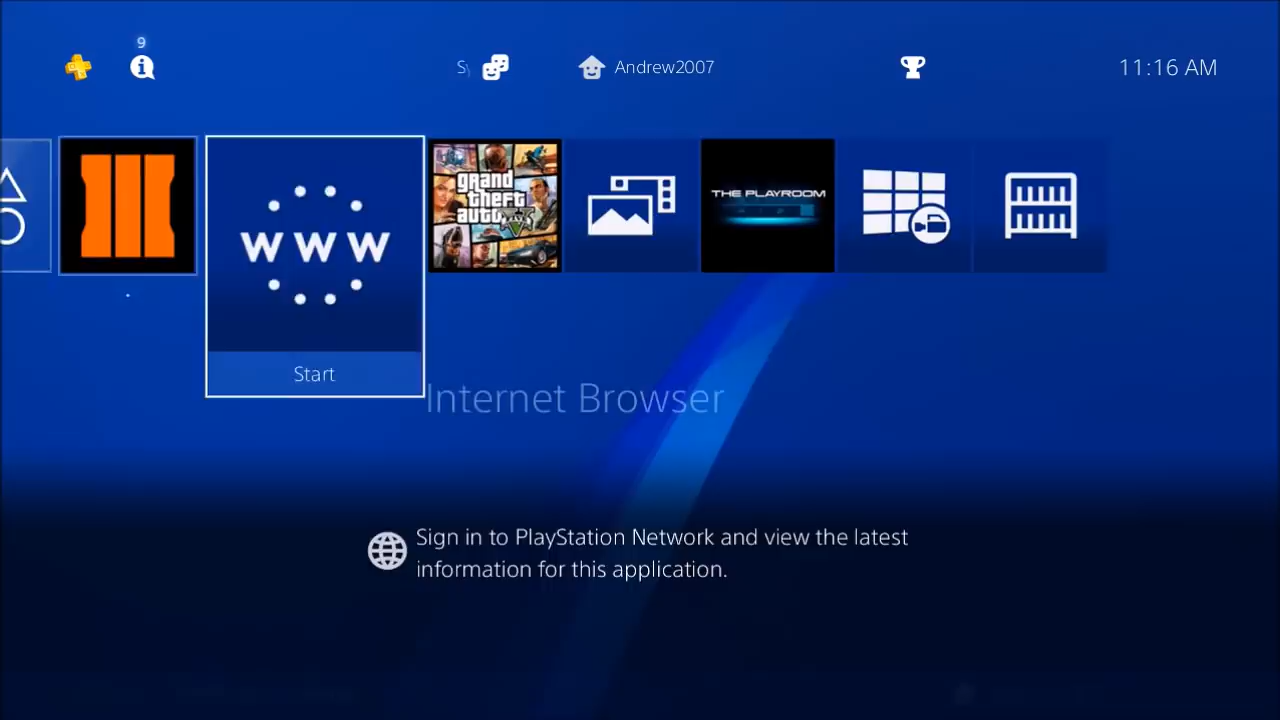 9
Andrew2007
11:16 AM
grand
theft
auto
V
THE PLAYROOM
WWW
Start
Internet Browser
Sign in to PlayStation Network and view the latest
information for this application.